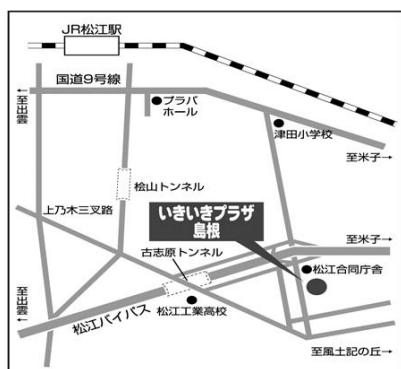 JR松江駅
国道9号線
←至出雲
プラバ
ホール
津田小学校
至米子→
桧山トンネル
上乃木三叉路
いきいきプラザ
島根
至米子→
古志原トンネル
松江合同庁舎
←至出雲
松江バイパス
松江工業高校
至風土記の丘→